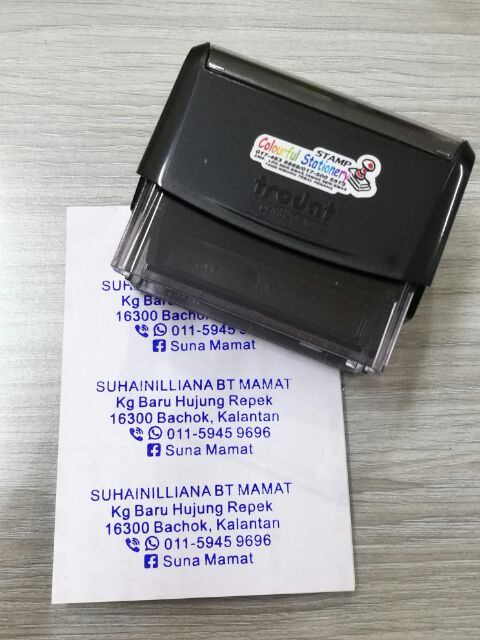 STAMP
Colourful Stationery
trodat
SUH
Kg Baru
16300 Bachok
011-5945
Suna Mamat
SUHAINILLIANA BT MAMAT
Kg Baru Hujung Repek
16300 Bachok, Kalantan
011-5945 9696
Suna Mamat
SUHAINILLIANA BT MAMAT
Kg Baru Hujung Repek
16300 Bachok, Kalantan
011-5945 9696
Suna Mamat